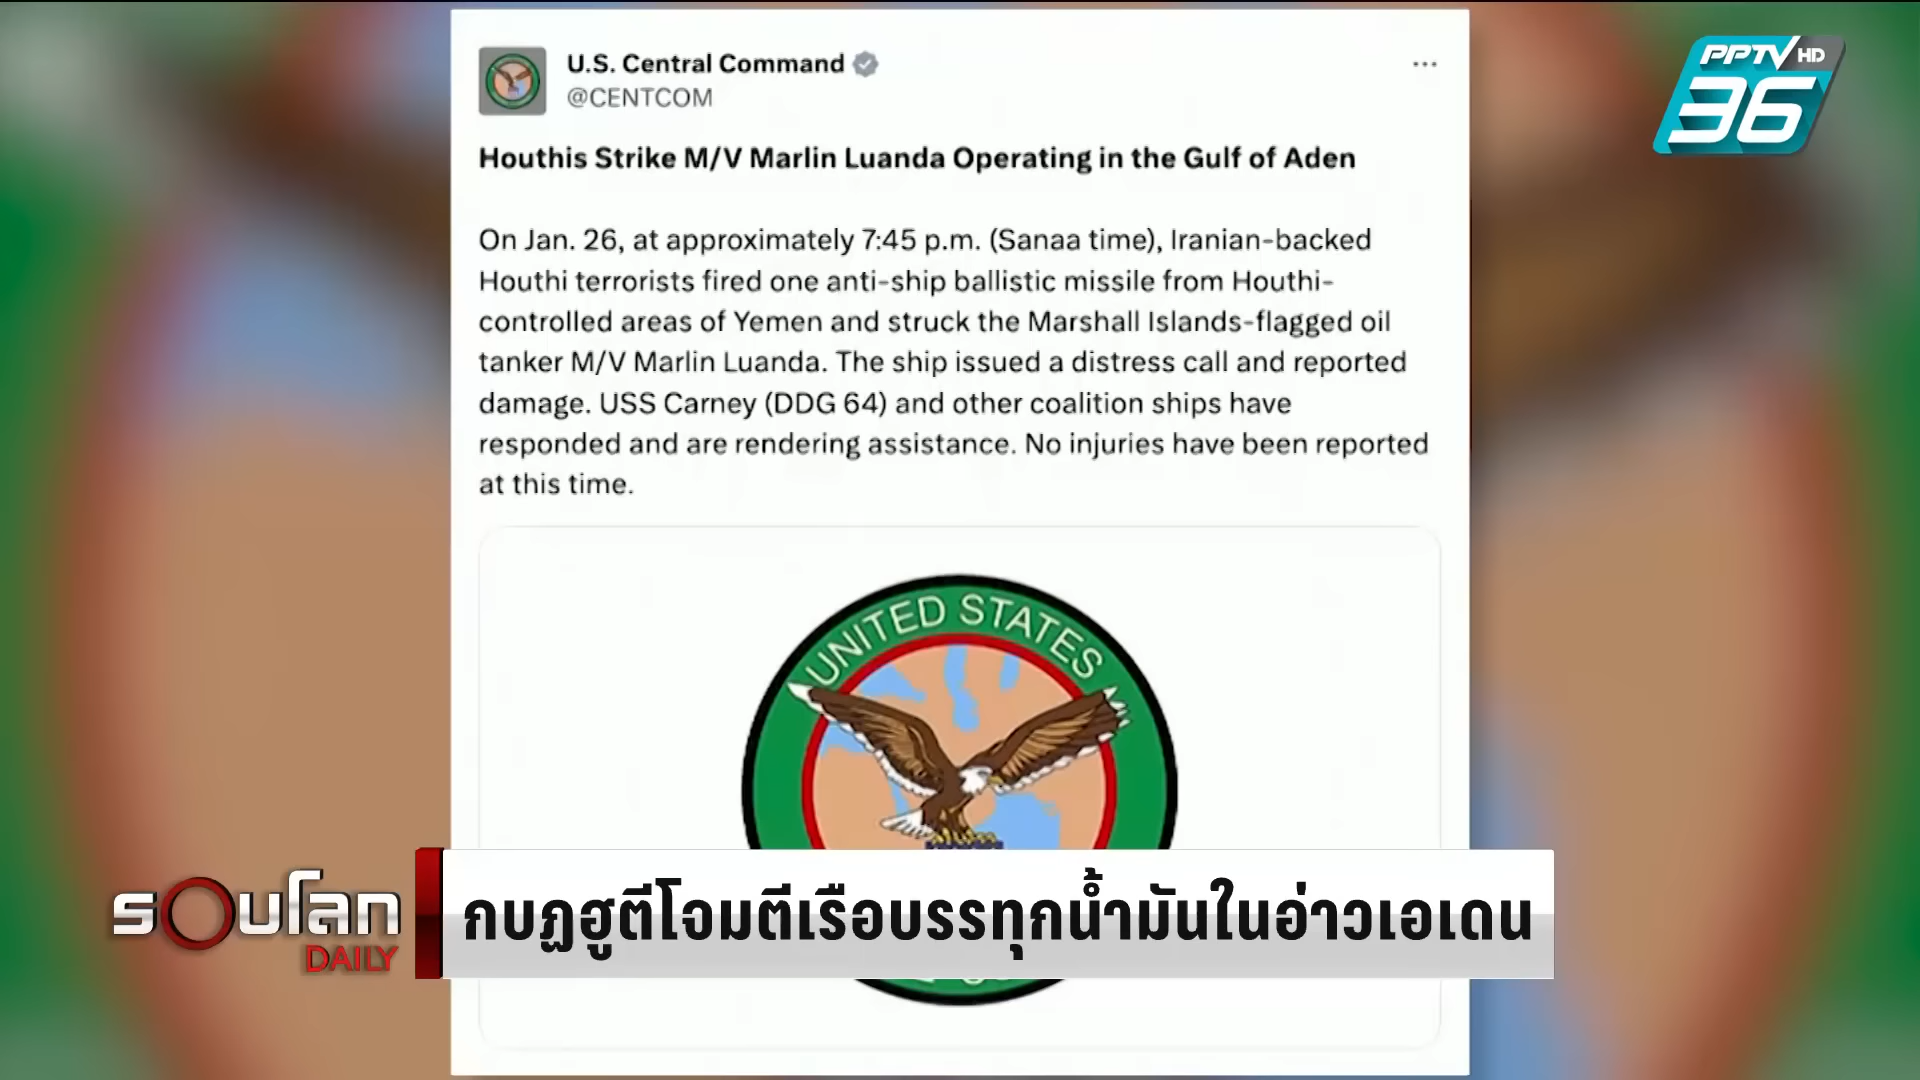 U.S. Central Command
@CENTCOM
PPTV HD
36
Houthis Strike M/V Marlin Luanda Operating in the Gulf of Aden
On Jan. 26, at approximately 7:45 p.m. (Sanaa time), Iranian-backed
Houthi terrorists fired one anti-ship ballistic missile from Houthi-
controlled areas of Yemen and struck the Marshall Islands-flagged oil
tanker M/V Marlin Luanda. The ship issued a distress call and reported
damage. USS Carney (DDG 64) and other coalition ships have
responded and are rendering assistance. No injuries have been reported
at this time.
UNITED STATES
รอบโลก
DAILY
กบฏฮูตีโจมตีเรือบรรทุกน้ำมันในอ่าวเอเดน